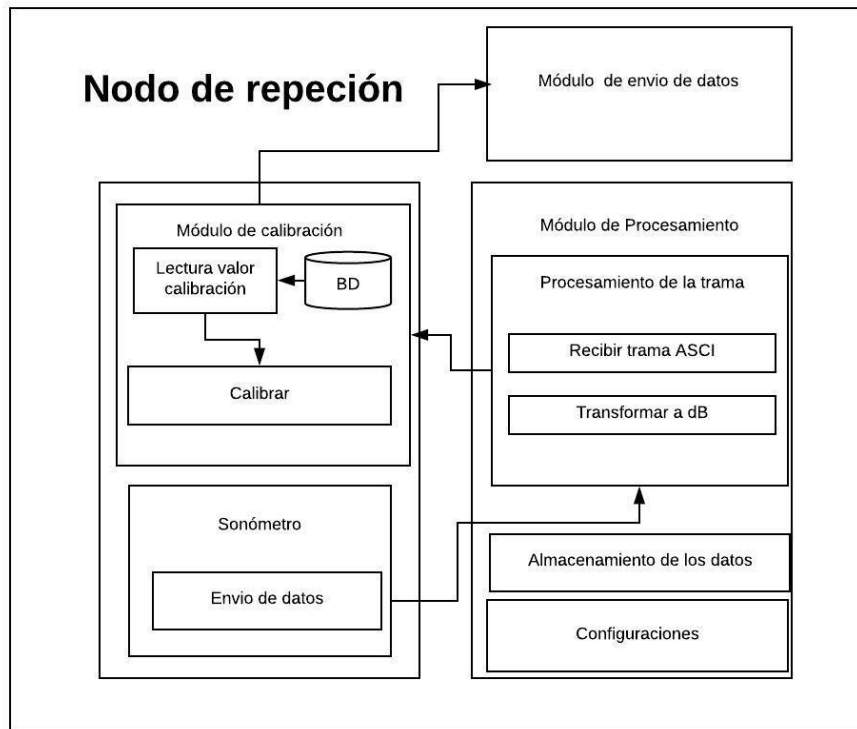 Nodo de repeción
Módulo de envio de datos
Módulo de calibración
Lectura valor
calibración
BD
Calibrar
Sonómetro
Envio de datos
Módulo de Procesamiento
Procesamiento de la trama
Recibir trama ASCI
Transformar a dB
Almacenamiento de los datos
Configuraciones